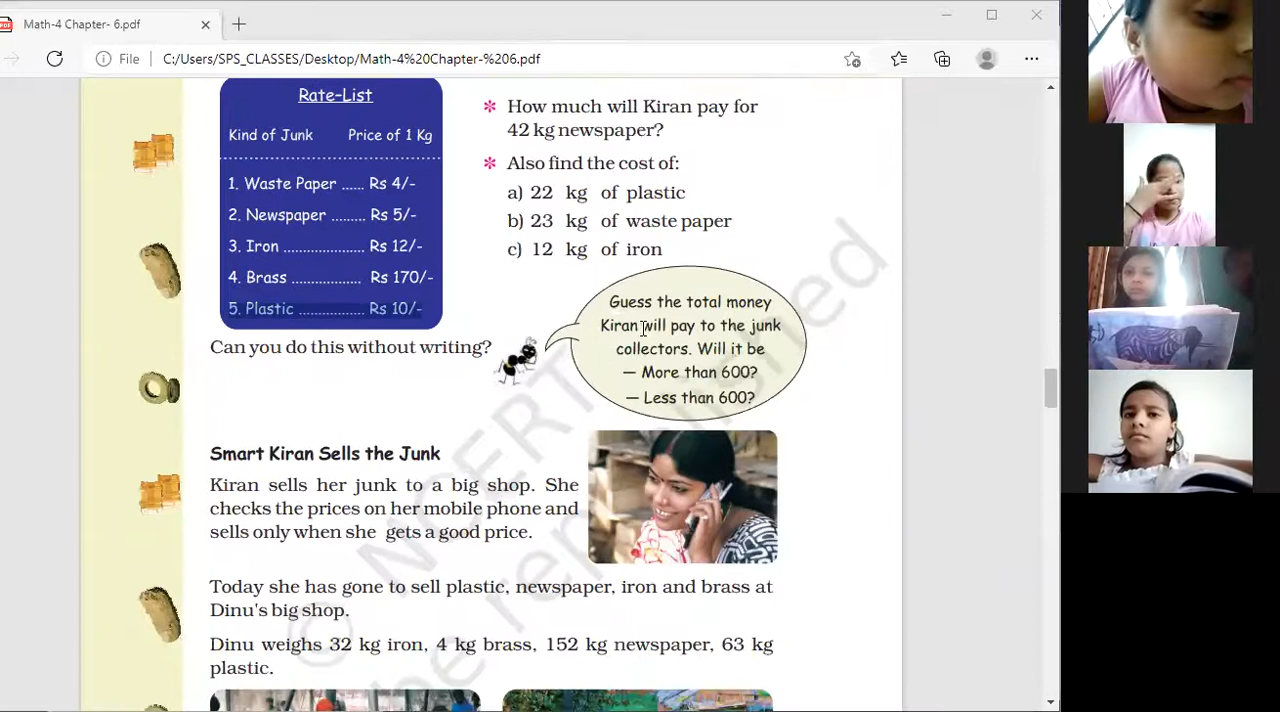 Math-4 Chapter- 6.pdf
File
C:/Users/SPS_CLASSES/Desktop/Math-4%20Chapter-%206.pdf
Rate-List
Kind of Junk Price of 1 Kg
1. Waste Paper ...... Rs 4/-
2. Newspaper ......... Rs 5/-
3. Iron ..................... Rs 12/-
4. Brass .................. Rs 170/-
5. Plastic ................. Rs 10/-
Can you do this without writing?
* How much will Kiran pay for
42 kg newspaper?
* Also find the cost of:
a) 22 kg of plastic
b) 23 kg of waste paper
c) 12 kg of iron
Guess the total money
Kiran will pay to the junk
collectors. Will it be
— More than 600?
— Less than 600?
Smart Kiran Sells the Junk
Kiran sells her junk to a big shop. She
checks the prices on her mobile phone and
sells only when she gets a good price.
Today she has gone to sell plastic, newspaper, iron and brass at
Dinu's big shop.
Dinu weighs 32 kg iron, 4 kg brass, 152 kg newspaper, 63 kg
plastic.
© NCERT